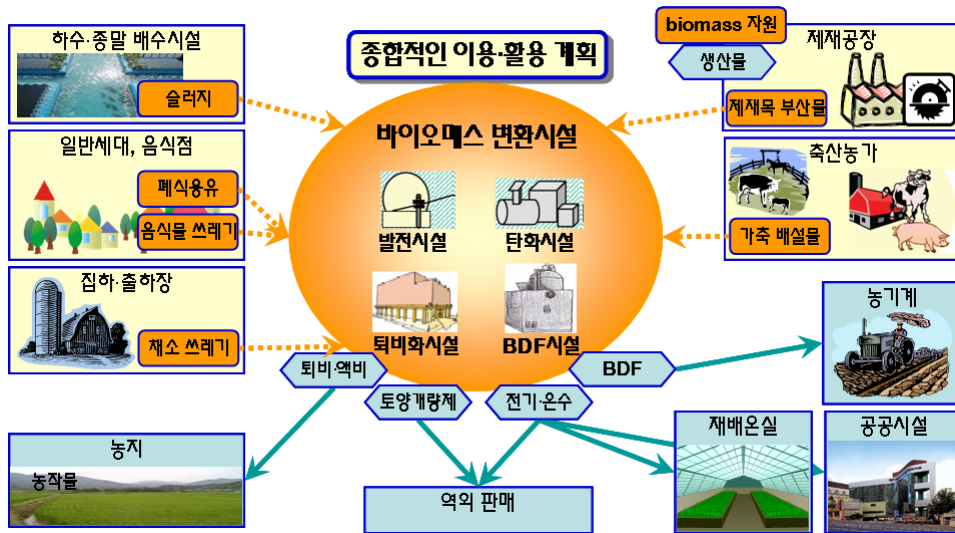 하수·종말 배수시설
슬러지
종합적인 이용·활용 계획
biomass 자원
생산물
제재공장
제재목 부산물
일반세대, 음식점
폐식용유
음식물 쓰레기
바이오매스 변환시설
발전시설
탄화시설
퇴비화시설
BDF시설
축산농가
가축 배설물
집하·출하장
채소 쓰레기
퇴비·액비
토양개량제
전기·온수
BDF
농기계
농지
농작물
역외 판매
재배온실
공공시설